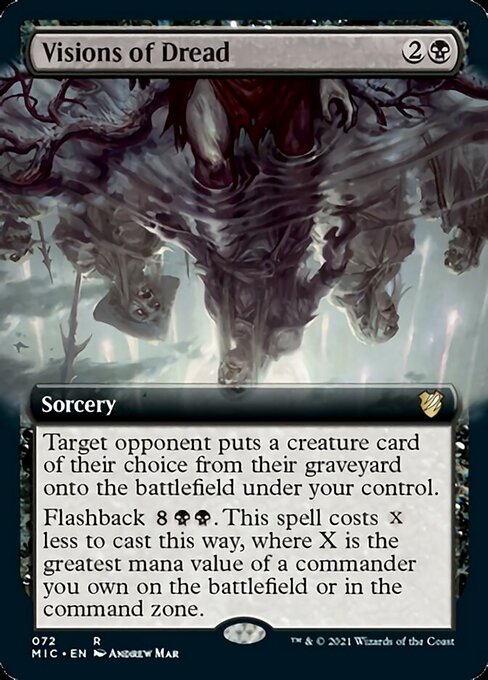 Visions of Dread 2
Sorcery
Target opponent puts a creature card
of their choice from their graveyard
onto the battlefield under your control.
Flashback 8. This spell costs X
less to cast this way, where X is the
greatest mana value of a commander
you own on the battlefield or in the
command zone.
072 R
MIC • EN Andrew Mar
™ & © 2021 Wizards of the Coast